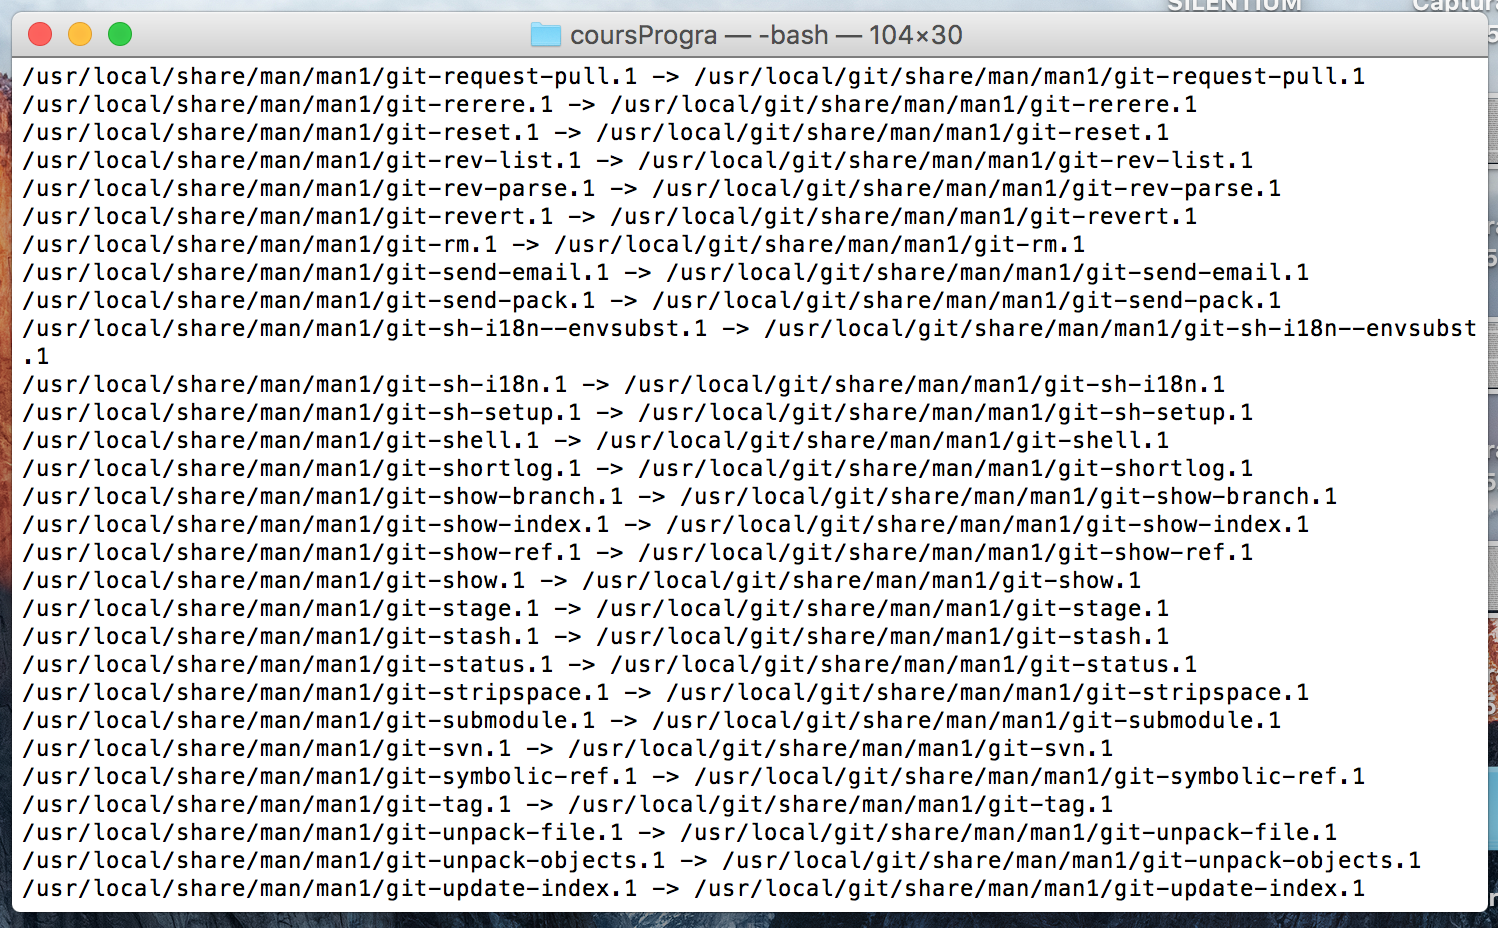 SILENTIUM
coursProgra — -bash — 104×30
/usr/local/share/man/man1/git-request-pull.1 -> /usr/local/git/share/man/man1/git-request-pull.1
/usr/local/share/man/man1/git-rerere.1 -> /usr/local/git/share/man/man1/git-rerere.1
/usr/local/share/man/man1/git-reset.1 -> /usr/local/git/share/man/man1/git-reset.1
/usr/local/share/man/man1/git-rev-list.1 -> /usr/local/git/share/man/man1/git-rev-list.1
/usr/local/share/man/man1/git-rev-parse.1 -> /usr/local/git/share/man/man1/git-rev-parse.1
/usr/local/share/man/man1/git-revert.1 -> /usr/local/git/share/man/man1/git-revert.1
/usr/local/share/man/man1/git-rm.1 -> /usr/local/git/share/man/man1/git-rm.1
/usr/local/share/man/man1/git-send-email.1 -> /usr/local/git/share/man/man1/git-send-email.1
/usr/local/share/man/man1/git-send-pack.1 -> /usr/local/git/share/man/man1/git-send-pack.1
/usr/local/share/man/man1/git-sh-i18n--envsubst.1 -> /usr/local/git/share/man/man1/git-sh-i18n--envsubst
.1
/usr/local/share/man/man1/git-sh-i18n.1 -> /usr/local/git/share/man/man1/git-sh-i18n.1
/usr/local/share/man/man1/git-sh-setup.1 -> /usr/local/git/share/man/man1/git-sh-setup.1
/usr/local/share/man/man1/git-shell.1 -> /usr/local/git/share/man/man1/git-shell.1
/usr/local/share/man/man1/git-shortlog.1 -> /usr/local/git/share/man/man1/git-shortlog.1
/usr/local/share/man/man1/git-show-branch.1 -> /usr/local/git/share/man/man1/git-show-branch.1
/usr/local/share/man/man1/git-show-index.1 -> /usr/local/git/share/man/man1/git-show-index.1
/usr/local/share/man/man1/git-show-ref.1 -> /usr/local/git/share/man/man1/git-show-ref.1
/usr/local/share/man/man1/git-show.1 -> /usr/local/git/share/man/man1/git-show.1
/usr/local/share/man/man1/git-stage.1 -> /usr/local/git/share/man/man1/git-stage.1
/usr/local/share/man/man1/git-stash.1 -> /usr/local/git/share/man/man1/git-stash.1
/usr/local/share/man/man1/git-status.1 -> /usr/local/git/share/man/man1/git-status.1
/usr/local/share/man/man1/git-stripspace.1 -> /usr/local/git/share/man/man1/git-stripspace.1
/usr/local/share/man/man1/git-submodule.1 -> /usr/local/git/share/man/man1/git-submodule.1
/usr/local/share/man/man1/git-svn.1 -> /usr/local/git/share/man/man1/git-svn.1
/usr/local/share/man/man1/git-symbolic-ref.1 -> /usr/local/git/share/man/man1/git-symbolic-ref.1
/usr/local/share/man/man1/git-tag.1 -> /usr/local/git/share/man/man1/git-tag.1
/usr/local/share/man/man1/git-unpack-file.1 -> /usr/local/git/share/man/man1/git-unpack-file.1
/usr/local/share/man/man1/git-unpack-objects.1 -> /usr/local/git/share/man/man1/git-unpack-objects.1
/usr/local/share/man/man1/git-update-index.1 -> /usr/local/git/share/man/man1/git-update-index.1